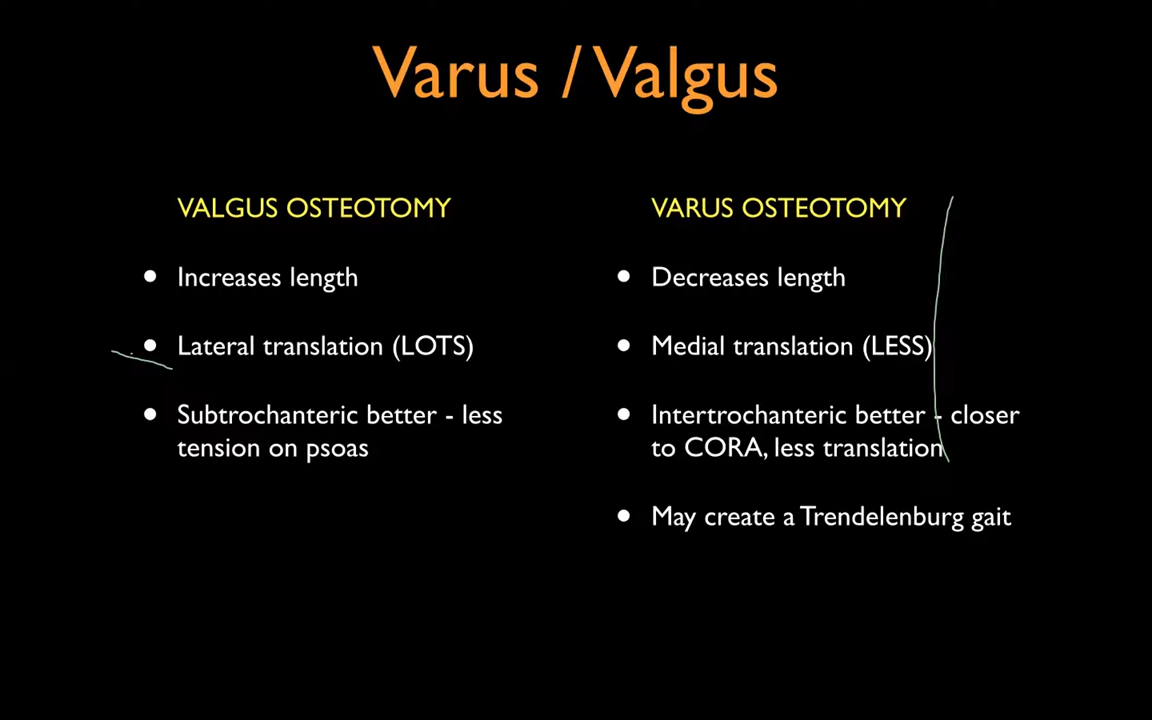 Varus / Valgus
VALGUS OSTEOTOMY
• Increases length
• Lateral translation (LOTS)
• Subtrochanteric better - less
tension on psoas
VARUS OSTEOTOMY
• Decreases length
• Medial translation (LESS)
• Intertrochanteric better - closer
to CORA, less translation
• May create a Trendelenburg gait